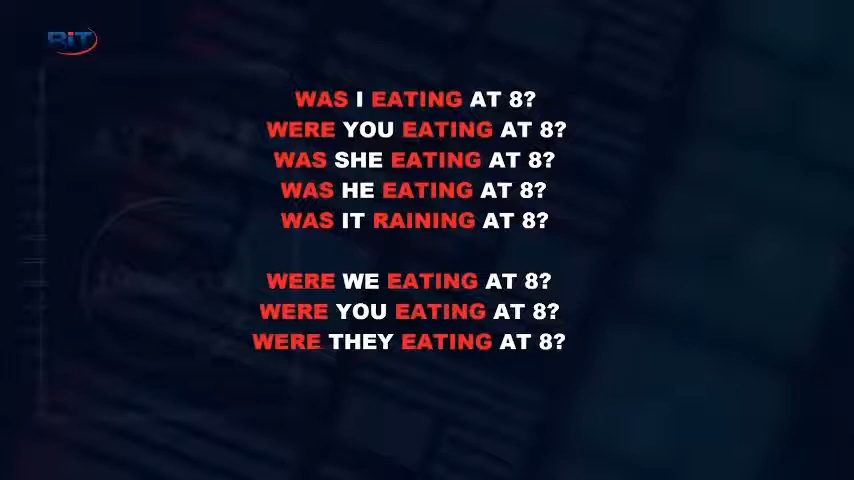 BIT
WAS I EATING AT 8?
WERE YOU EATING AT 8?
WAS SHE EATING AT 8?
WAS HE EATING AT 8?
WAS IT RAINING AT 8?
WERE WE EATING AT 8?
WERE YOU EATING AT 8?
WERE THEY EATING AT 8?